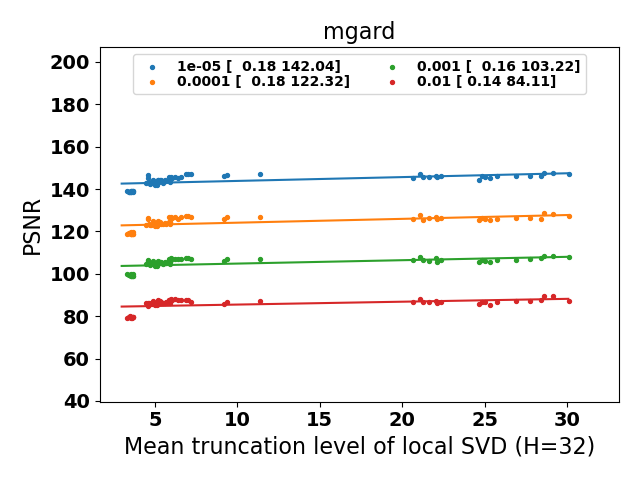 mgard
1e-05 [  0.18 142.04]
0.0001 [  0.18 122.32]
0.001 [  0.16 103.22]
0.01 [ 0.14 84.11]
PSNR
200
180
160
140
120
100
80
60
40
5 10 15 20 25 30
Mean truncation level of local SVD (H=32)